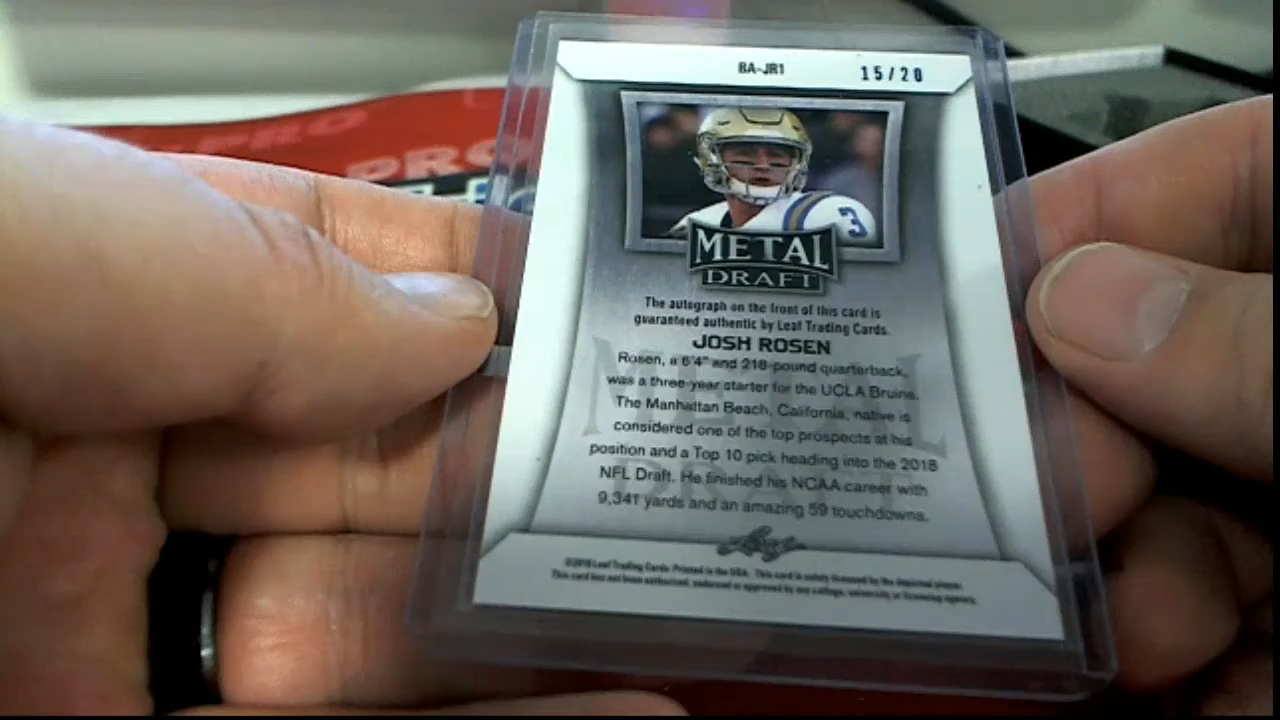 PRO
PRO
BA-JR1
15/20
3
METAL
DRAFT
The autograph on the front of this card is
guaranteed authentic by Leaf Trading Cards.
JOSH ROSEN
Rosen, a 6'4" and 218-pound quarterback,
was a three-year starter for the UCLA Bruins.
The Manhattan Beach, California, native is
considered one of the top prospects at his
position and a Top 10 pick heading into the 2018
NFL Draft. He finished his NCAA career with
9,341 yards and an amazing 59 touchdowns.
Leaf
©2018 Leaf Trading Cards. Printed in the USA. This card is solely licensed by the depicted player.
This card has not been authorized, endorsed or approved by any college, university or licensing agency.